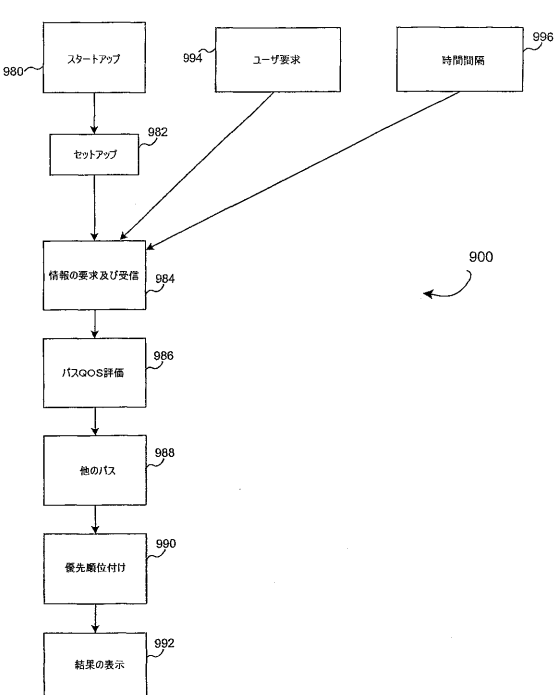 980
スタートアップ
994
ユーザ要求
996
時間間隔
982
セットアップ
情報の要求及び受信
984
900
パスQOS評価
986
他のパス
988
優先順位付け
990
結果の表示
992